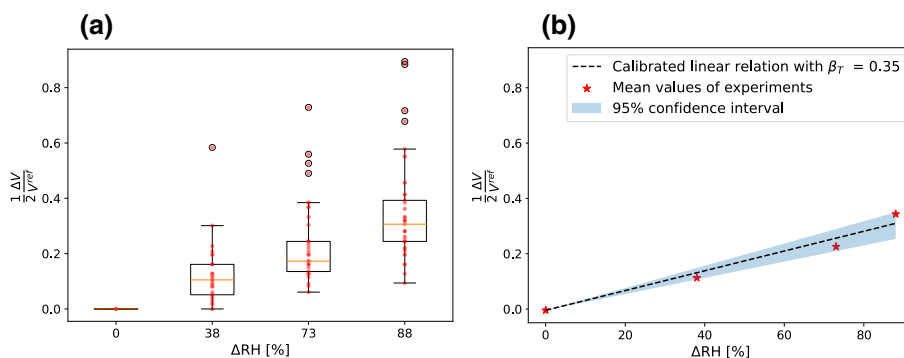 (a)
0.8
0.6
0.4
0.2
0.0
1/2 ΔV/V^ref
0
38
73
88
ΔRH [%]
(b)
Calibrated linear relation with β_T = 0.35
Mean values of experiments
95% confidence interval
0.8
0.6
0.4
0.2
0.0
1/2 ΔV/V^ref
0
20
40
60
80
ΔRH [%]